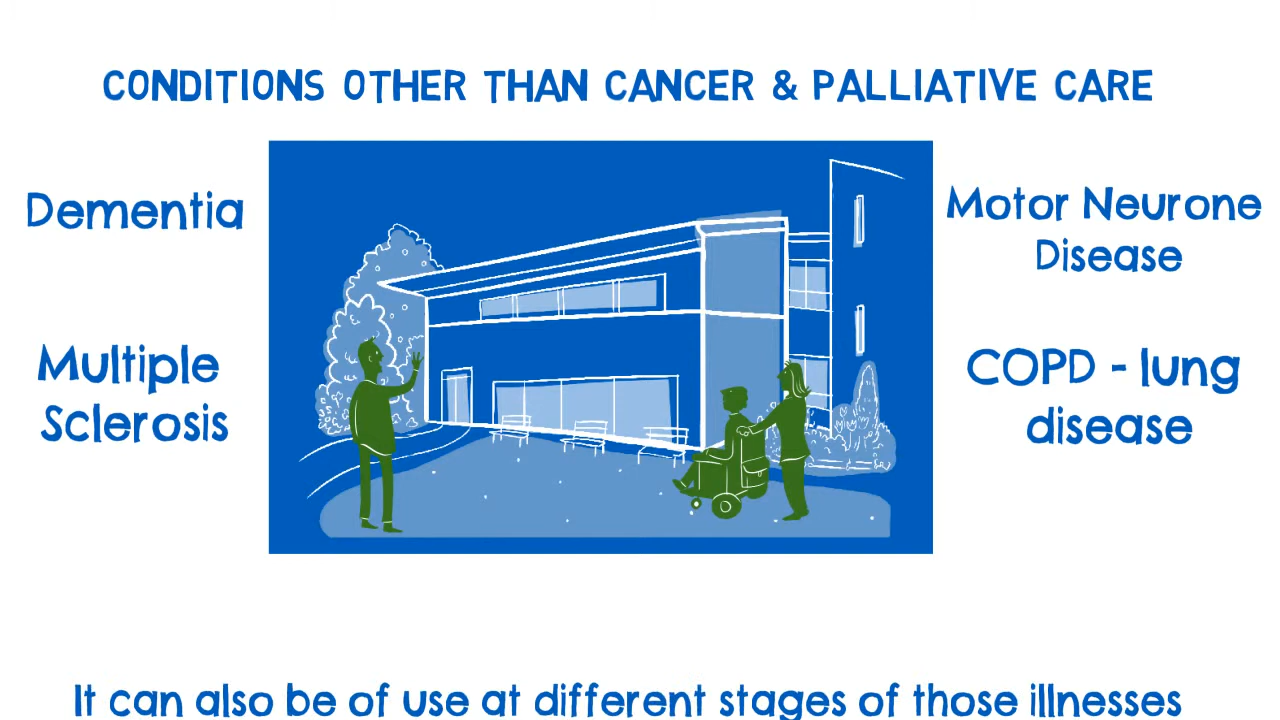 CONDITIONS OTHER THAN CANCER & PALLIATIVE CARE
Dementia
Multiple
Sclerosis
Motor Neurone
Disease
COPD - lung
disease
It can also be of use at different stages of those illnesses